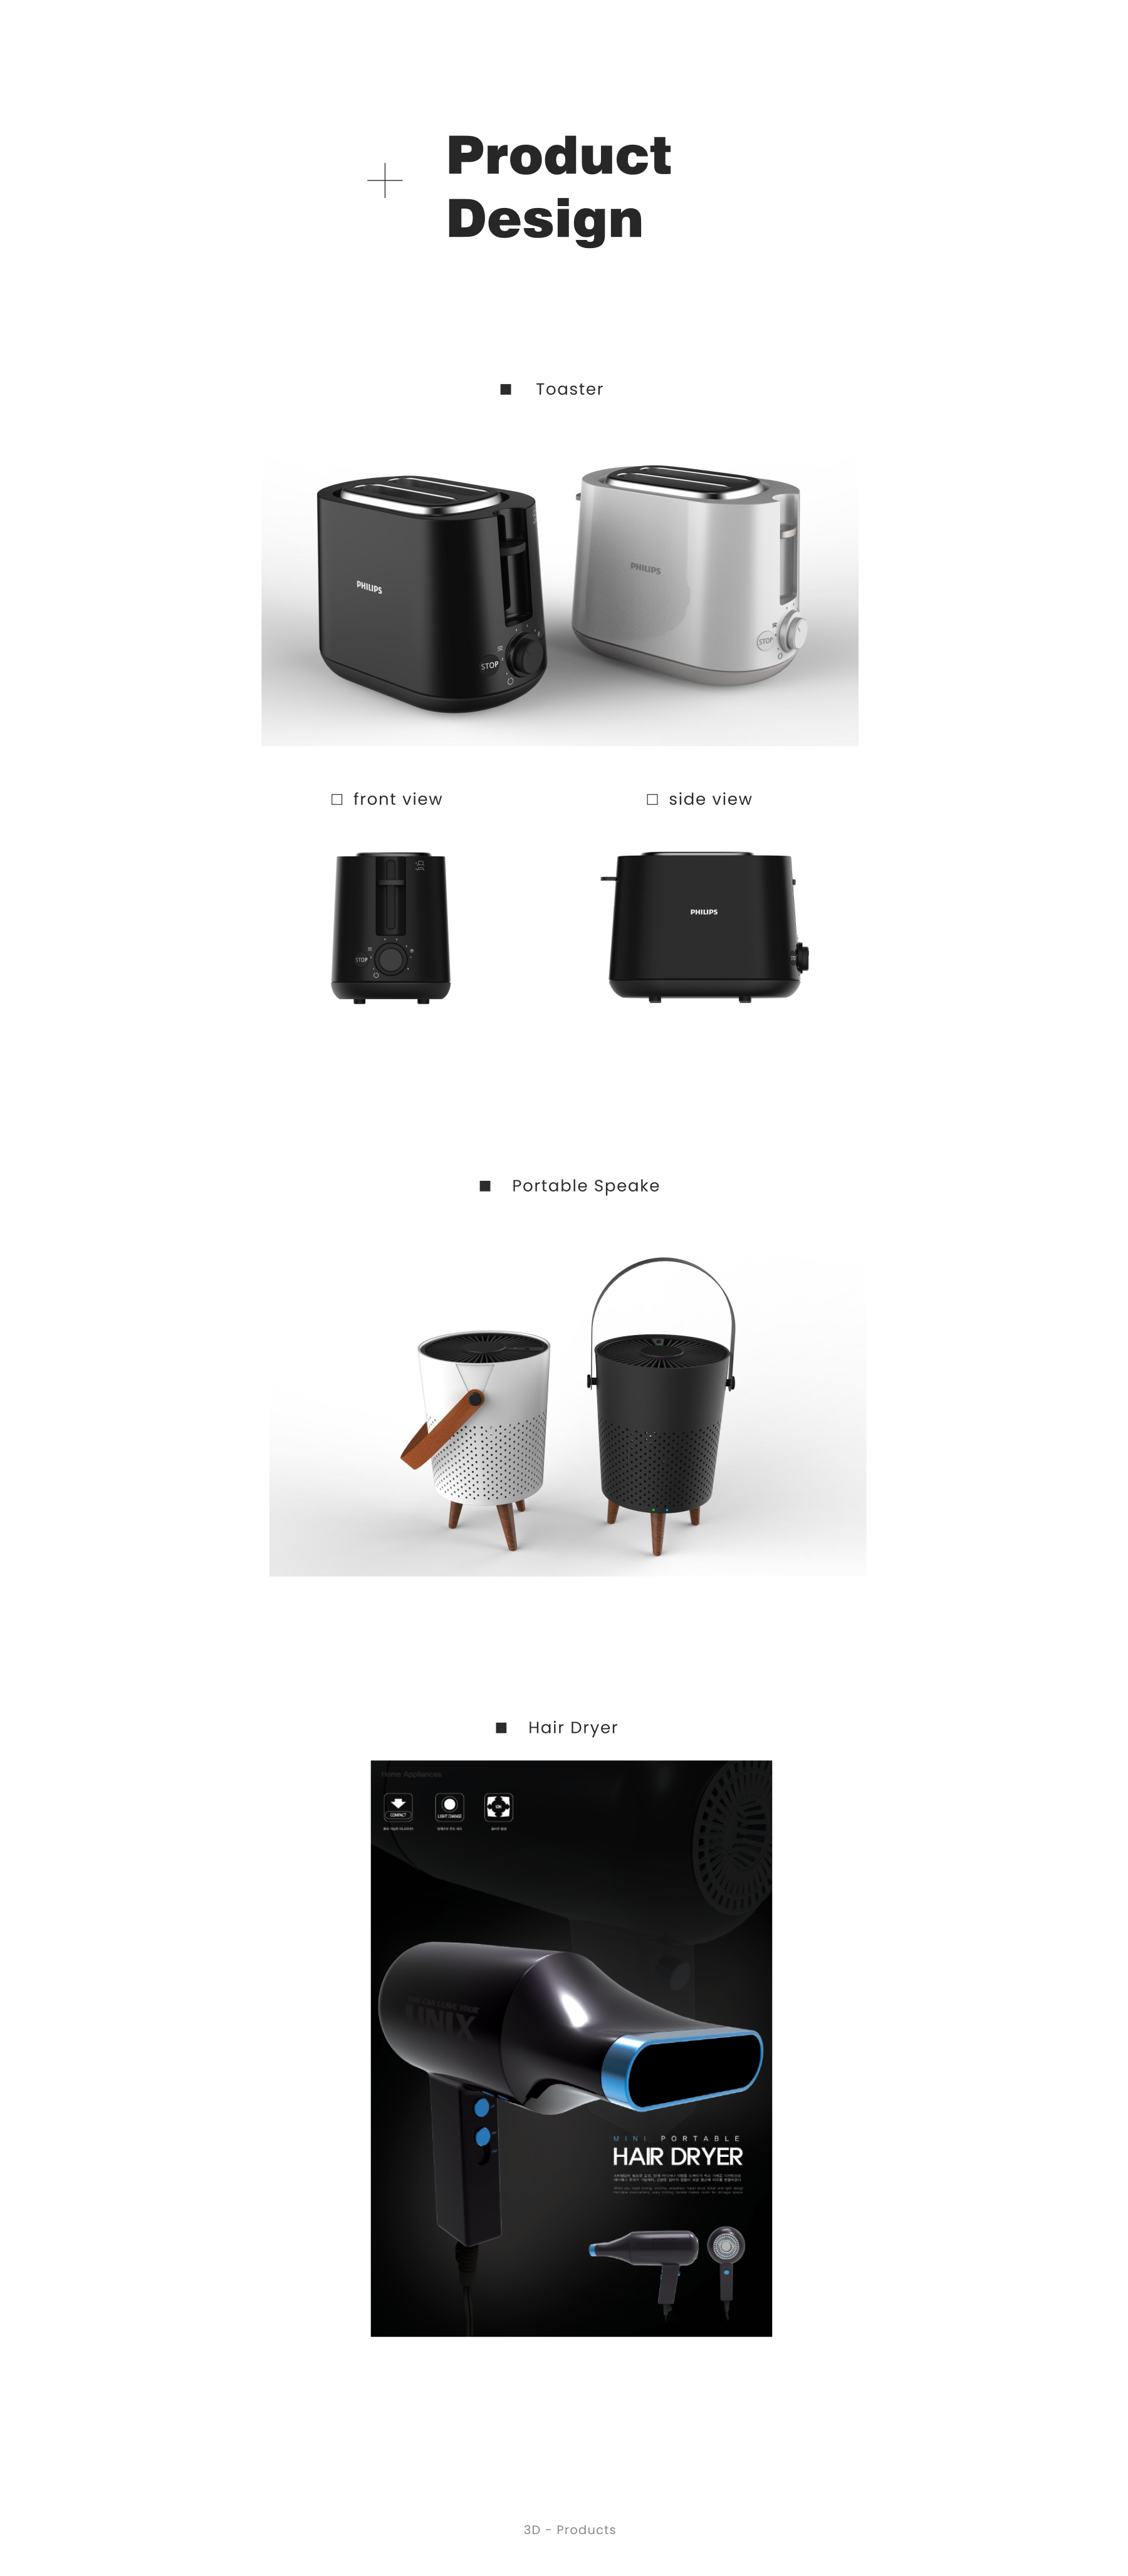 Product
Design
Toaster
PHILIPS
PHILIPS
STOP
STOP
front view
side view
STOP
PHILIPS
Portable Speake
Hair Dryer
Home Appliances
COMPACT
LIGHT CHANGE
ION
UNIX
MINI PORTABLE
HAIR DRYER
3D - Products